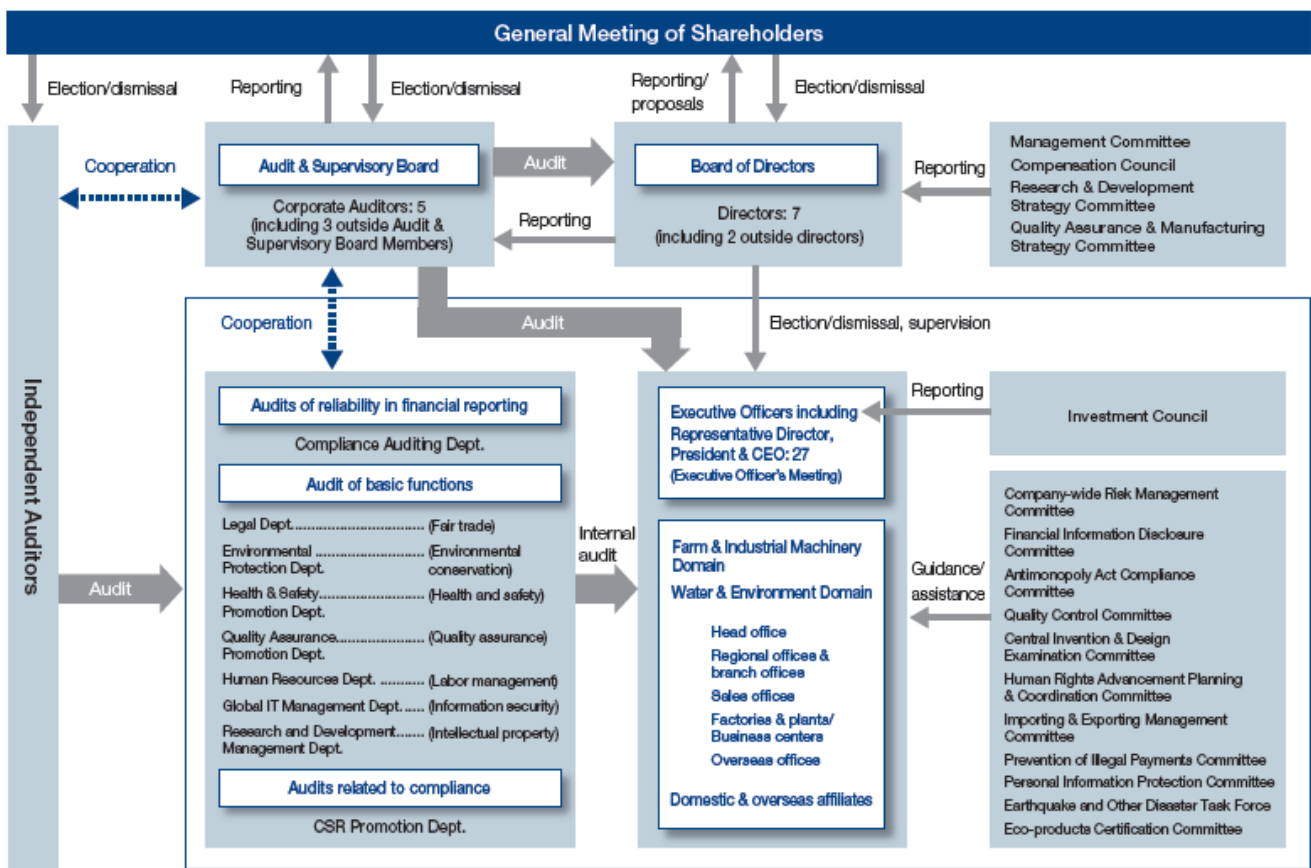 General Meeting of Shareholders
Election/dismissal
Reporting
Election/dismissal
Reporting/
proposals
Election/dismissal
Independent Auditors
Cooperation
Audit & Supervisory Board
Corporate Auditors: 5
(including 3 outside Audit &
Supervisory Board Members)
Audit
Reporting
Board of Directors
Directors: 7
(including 2 outside directors)
Reporting
Management Committee
Compensation Council
Research & Development
Strategy Committee
Quality Assurance & Manufacturing
Strategy Committee
Cooperation
Audit
Election/dismissal, supervision
Audit
Audits of reliability in financial reporting
Compliance Auditing Dept.
Audit of basic functions
Legal Dept.................................. (Fair trade)
Environmental ........................ (Environmental
Protection Dept. conservation)
Health & Safety....................... (Health and safety)
Promotion Dept.
Quality Assurance.................... (Quality assurance)
Promotion Dept.
Human Resources Dept. ........... (Labor management)
Global IT Management Dept...... (Information security)
Research and Development....... (Intellectual property)
Management Dept.
Audits related to compliance
CSR Promotion Dept.
Internal
audit
Executive Officers including
Representative Director,
President & CEO: 27
(Executive Officer's Meeting)
Farm & Industrial Machinery
Domain
Water & Environment Domain
Head office
Regional offices &
branch offices
Sales offices
Factories & plants/
Business centers
Overseas offices
Domestic & overseas affiliates
Reporting
Investment Council
Guidance/
assistance
Company-wide Risk Management
Committee
Financial Information Disclosure
Committee
Antimonopoly Act Compliance
Committee
Quality Control Committee
Central Invention & Design
Examination Committee
Human Rights Advancement Planning
& Coordination Committee
Importing & Exporting Management
Committee
Prevention of Illegal Payments Committee
Personal Information Protection Committee
Earthquake and Other Disaster Task Force
Eco-products Certification Committee